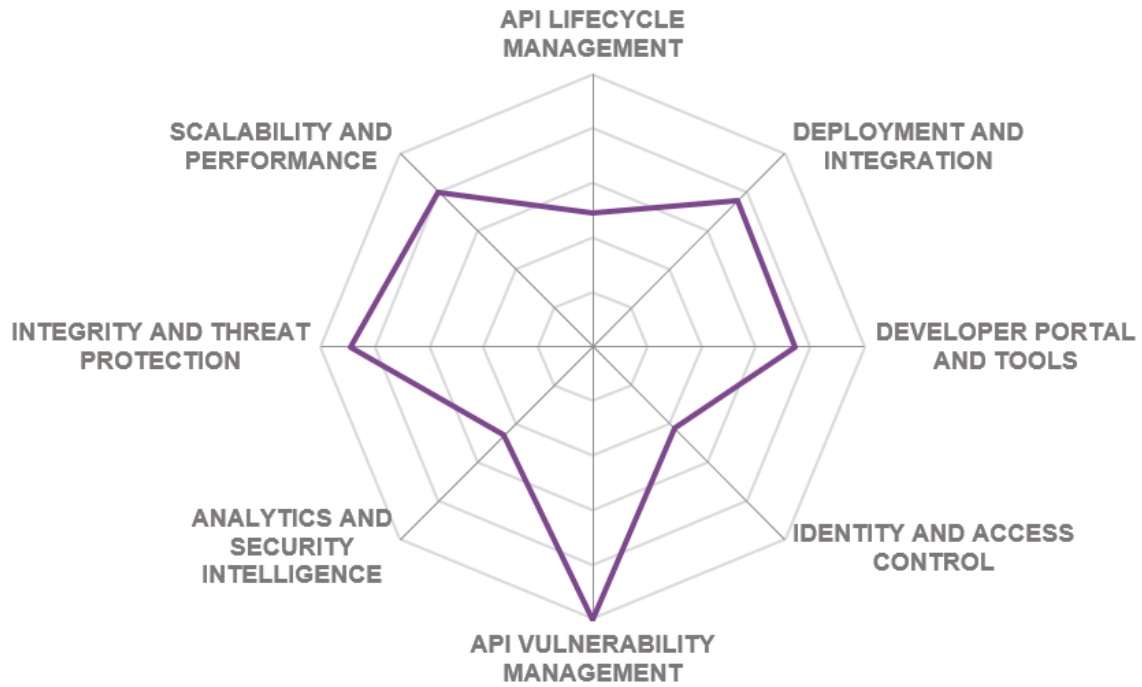 API LIFECYCLE
MANAGEMENT
DEPLOYMENT AND
INTEGRATION
DEVELOPER PORTAL
AND TOOLS
IDENTITY AND ACCESS
CONTROL
API VULNERABILITY
MANAGEMENT
ANALYTICS AND
SECURITY
INTELLIGENCE
INTEGRITY AND THREAT
PROTECTION
SCALABILITY AND
PERFORMANCE